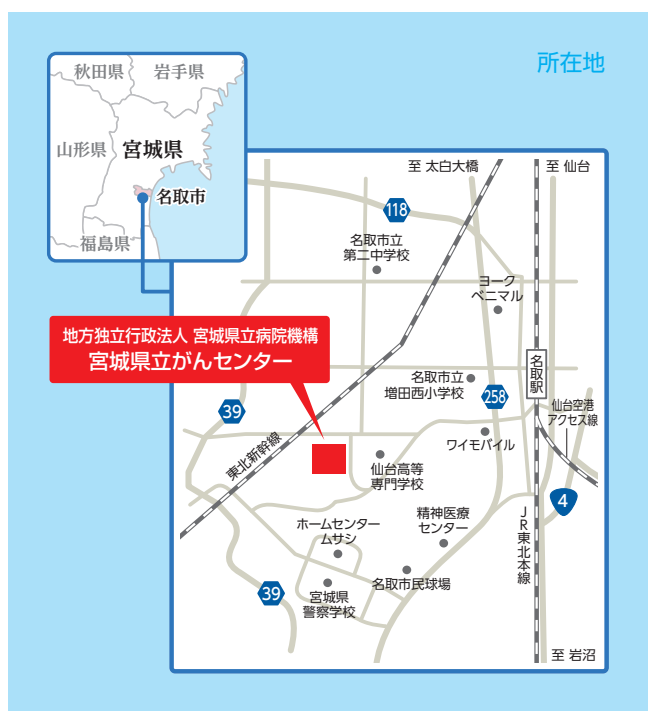 所在地
秋田県
岩手県
山形県
宮城県
名取市
福島県
至 太白大橋
至 仙台
118
名取市立
第二中学校
ヨーク
ベニマル
地方独立行政法人 宮城県立病院機構
宮城県立がんセンター
名取市立
増田西小学校
名取駅
258
39
仙台空港
アクセス線
東北新幹線
ワイモバイル
仙台高等
専門学校
4
ホームセンター
ムサシ
精神医療
センター
JR東北本線
39
宮城県
警察学校
名取市民球場
至 岩沼